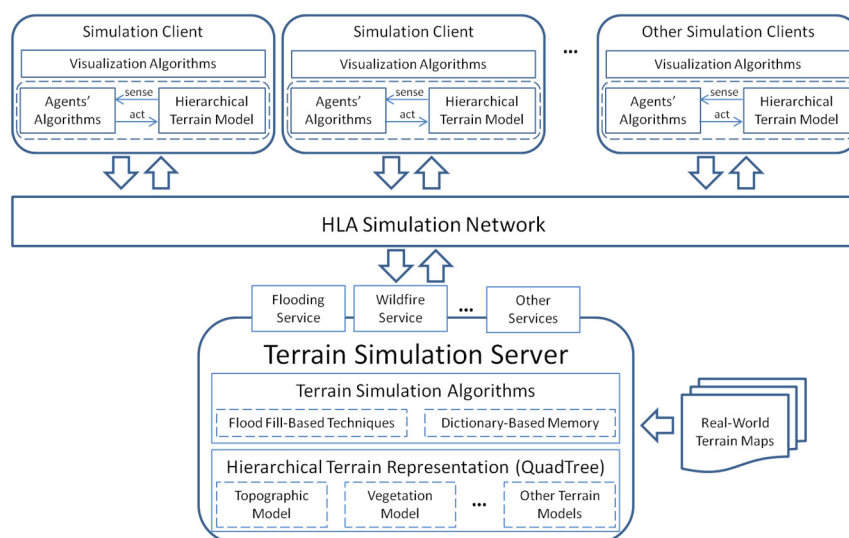 Simulation Client
Visualization Algorithms
Agents'
Algorithms
sense
act
Hierarchical
Terrain Model
Simulation Client
Visualization Algorithms
Agents'
Algorithms
sense
act
Hierarchical
Terrain Model
...
Other Simulation Clients
Visualization Algorithms
Agents'
Algorithms
sense
act
Hierarchical
Terrain Model
HLA Simulation Network
Flooding
Service
Wildfire
Service
...
Other
Services
Terrain Simulation Server
Terrain Simulation Algorithms
Flood Fill-Based Techniques
Dictionary-Based Memory
Hierarchical Terrain Representation (QuadTree)
Topographic
Model
Vegetation
Model
...
Other Terrain
Models
Real-World
Terrain Maps